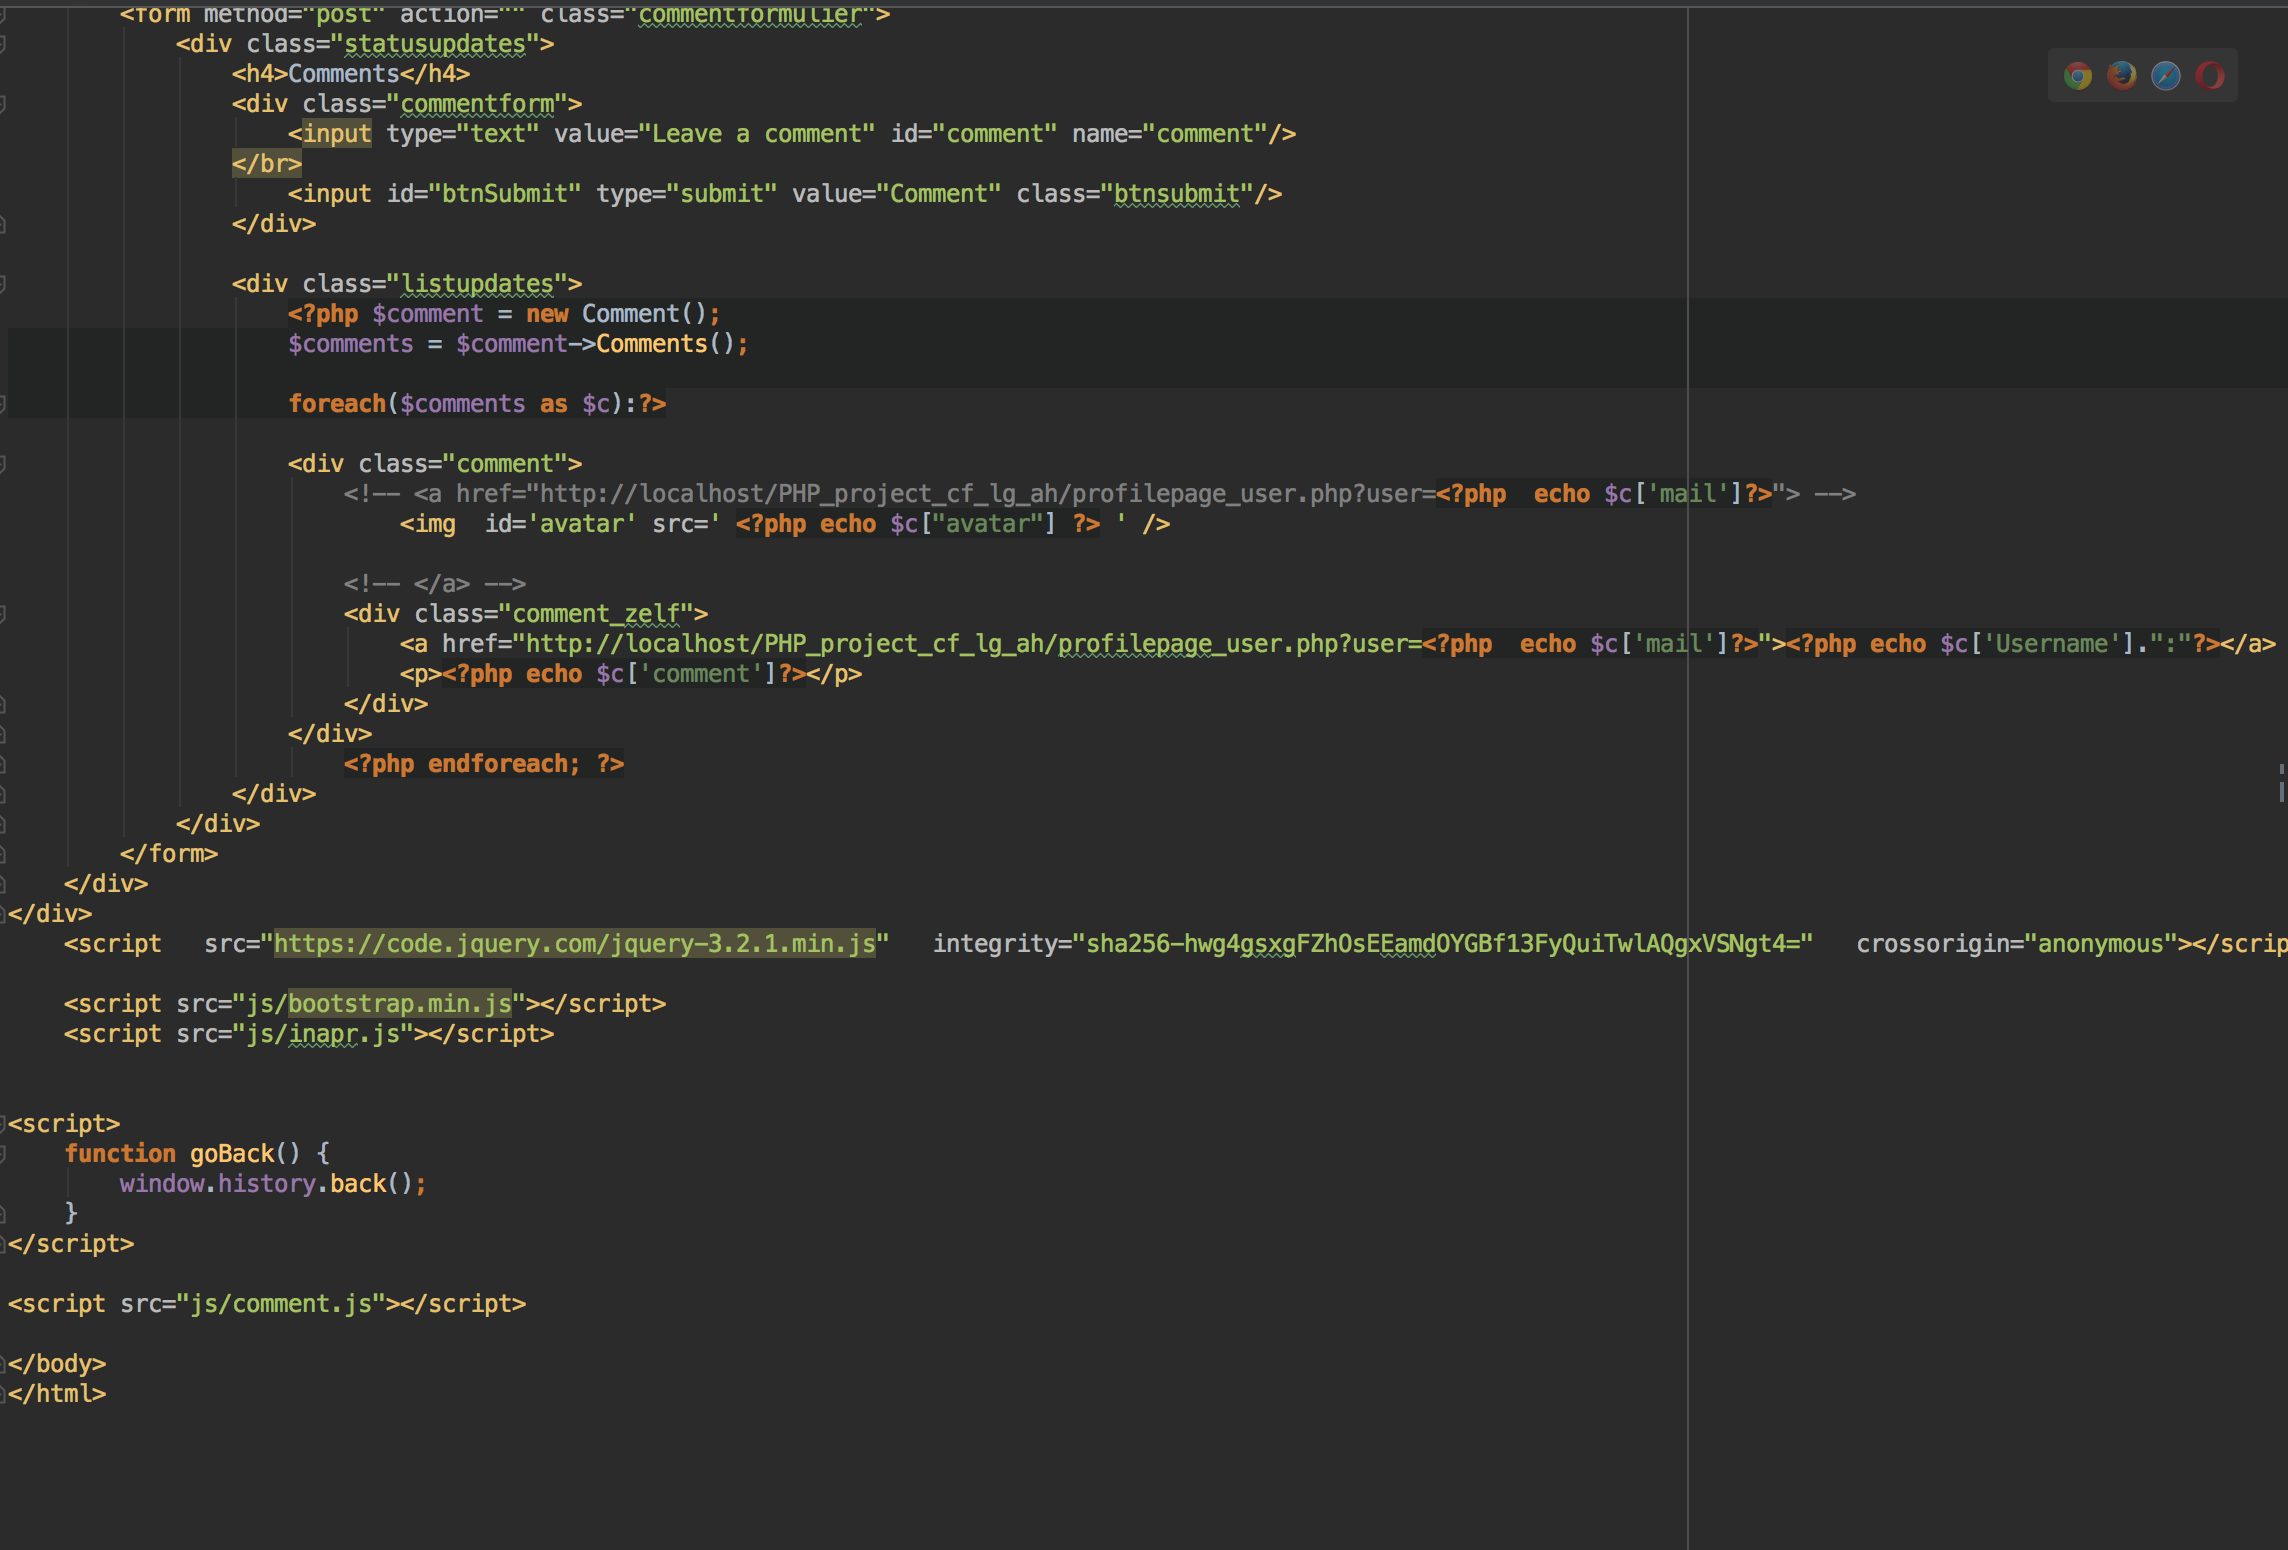 <form method="post" action="" class="commentformulier">
<div class="statusupdates">
<h4>Comments</h4>
<div class="commentform">
<input type="text" value="Leave a comment" id="comment" name="comment"/>
</br>
<input id="btnSubmit" type="submit" value="Comment" class="btnsubmit"/>
</div>
<div class="listupdates">
<?php $comment = new Comment();
$comments = $comment->Comments();
foreach($comments as $c):?>
<div class="comment">
<!-- <a href="http://localhost/PHP_project_cf_lg_ah/profilepage_user.php?user=<?php  echo $c['mail']?>"> -->
<img  id='avatar' src=' <?php echo $c["avatar"] ?> ' />
<!-- </a> -->
<div class="comment_zelf">
<a href="http://localhost/PHP_project_cf_lg_ah/profilepage_user.php?user=<?php  echo $c['mail']?>"><?php echo $c['Username'].":"?></a>
<p><?php echo $c['comment']?></p>
</div>
</div>
<?php endforeach; ?>
</div>
</div>
</form>
</div>
</div>
<script   src="https://code.jquery.com/jquery-3.2.1.min.js"   integrity="sha256-hwg4gsxgFZhOsEEamdOYGBf13FyQuiTwlAQgxVSNgt4="   crossorigin="anonymous"></scrip
<script src="js/bootstrap.min.js"></script>
<script src="js/inapr.js"></script>
<script>
function goBack() {
window.history.back();
}
</script>
<script src="js/comment.js"></script>
</body>
</html>